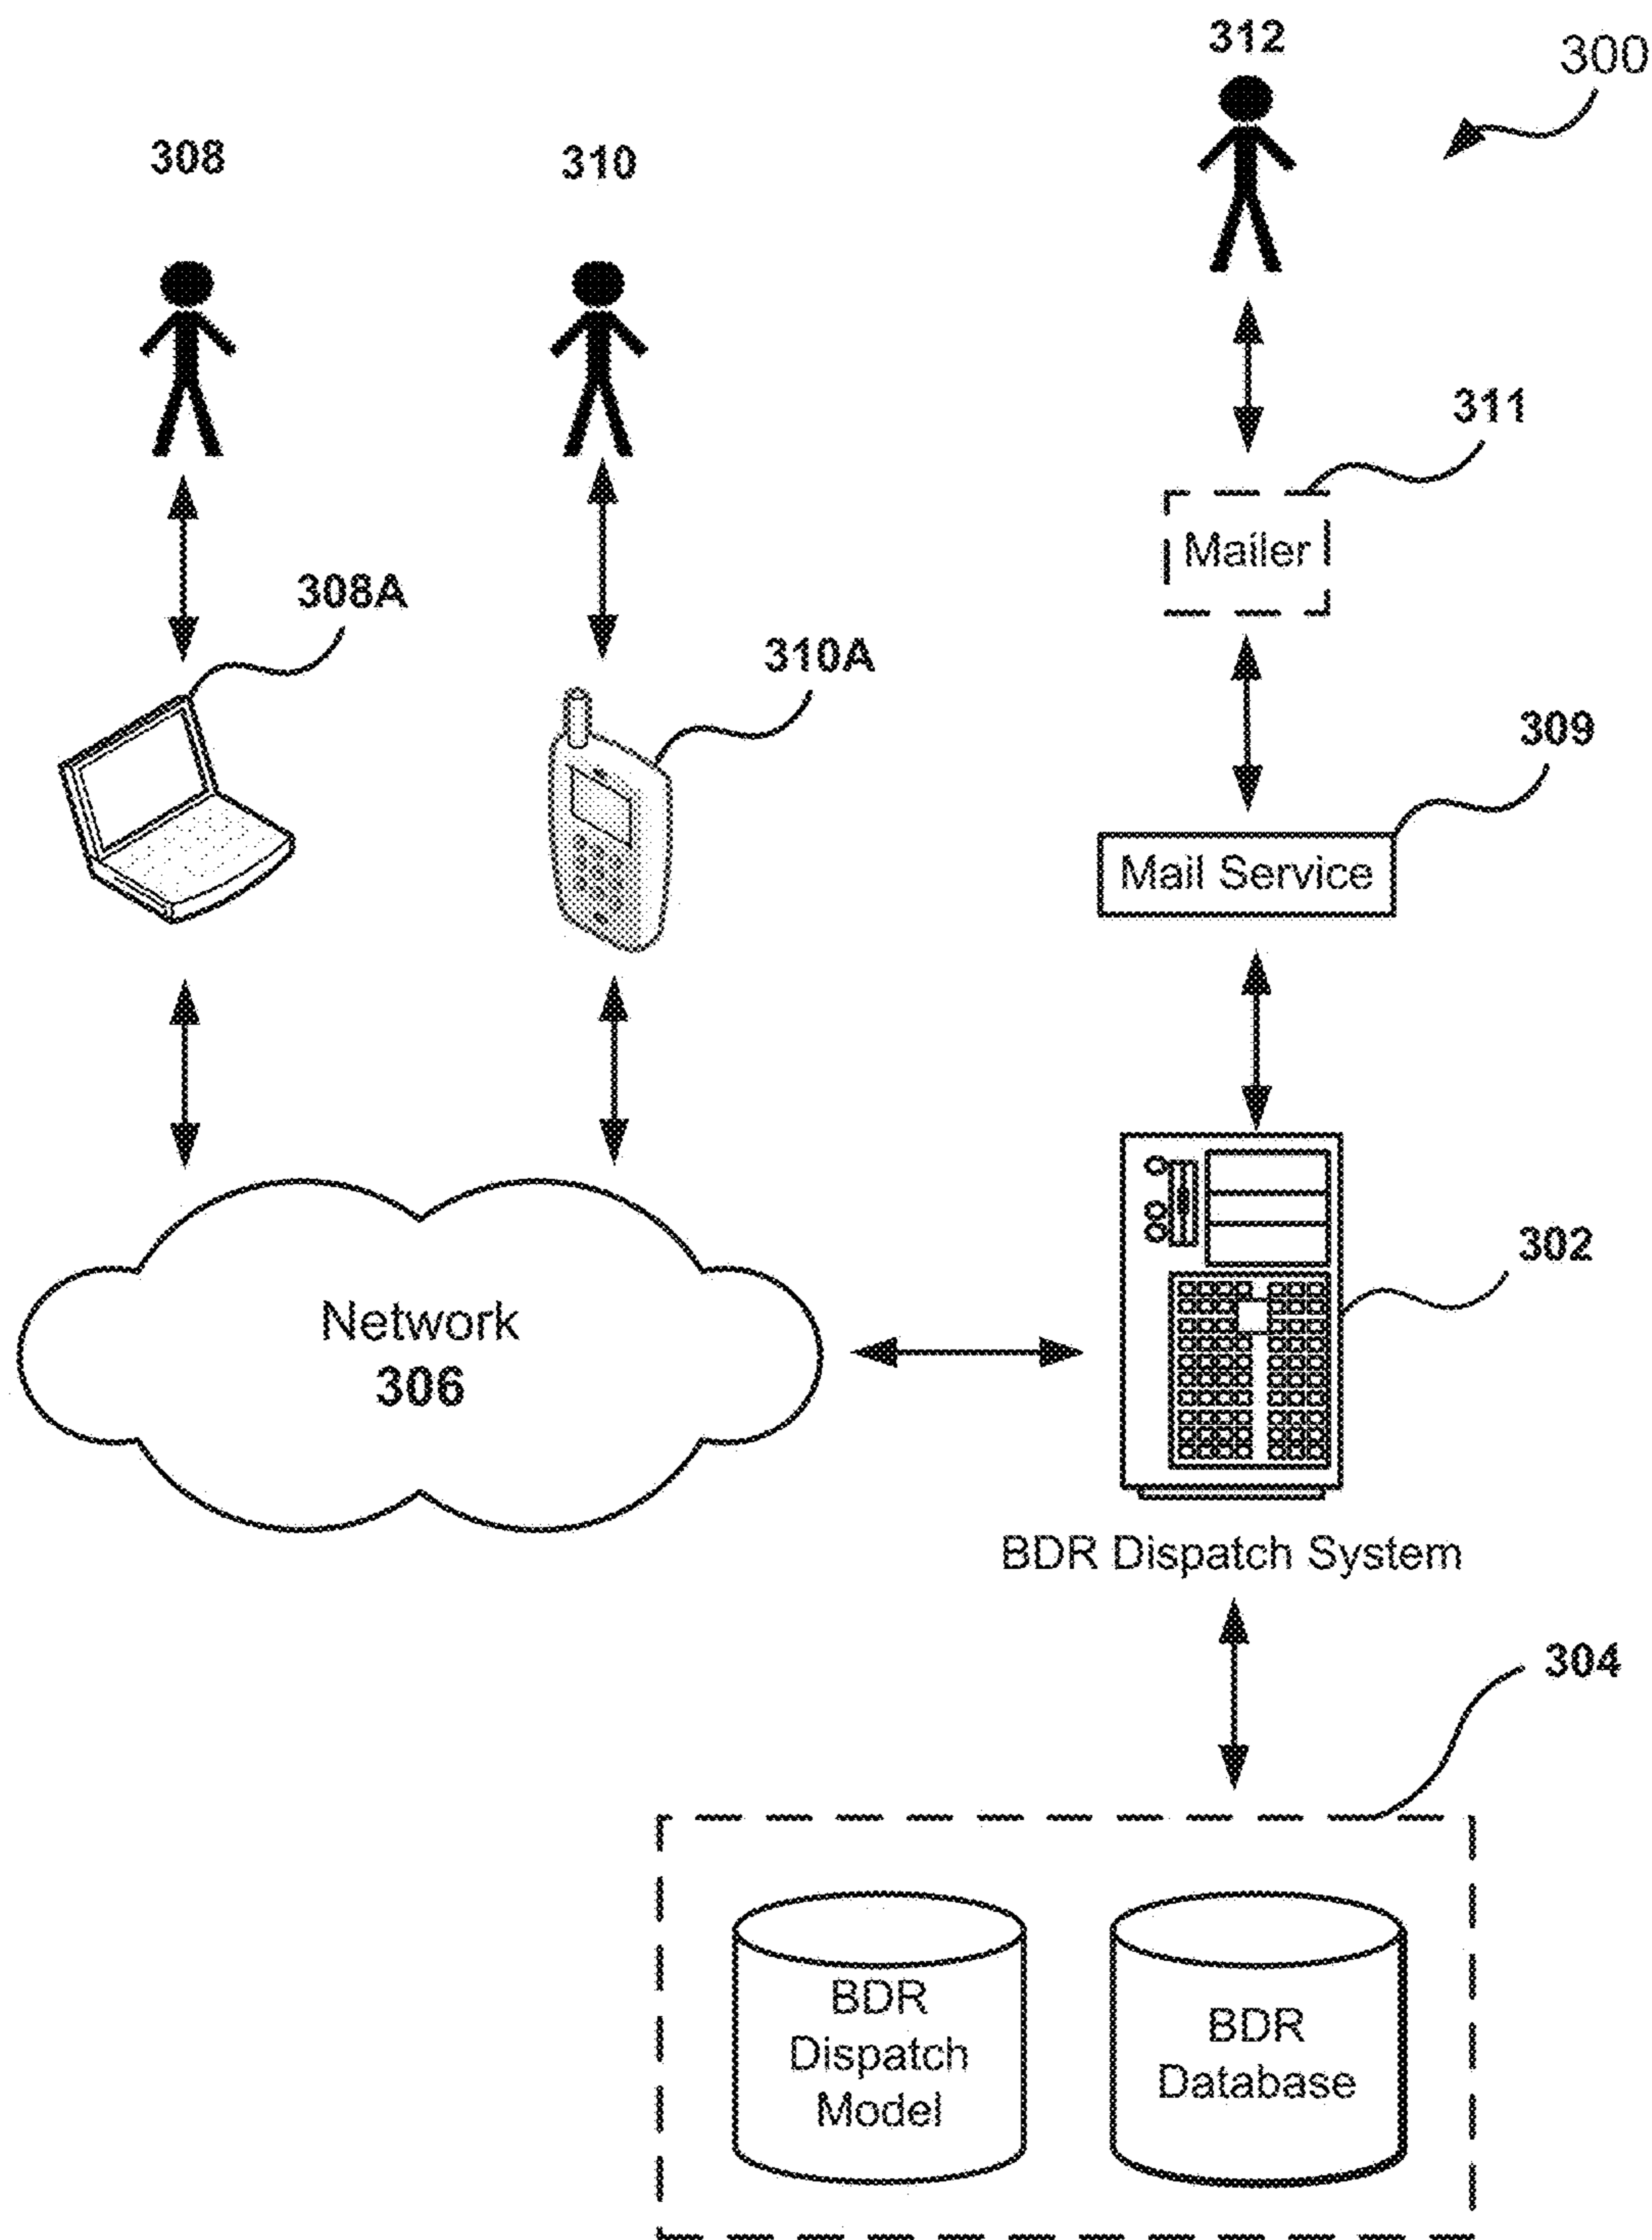 312
300
308
310
311
Mailer
308A
310A
309
Mail Service
302
Network
306
BDR Dispatch System
304
BDR
Dispatch
Model
BDR
Database